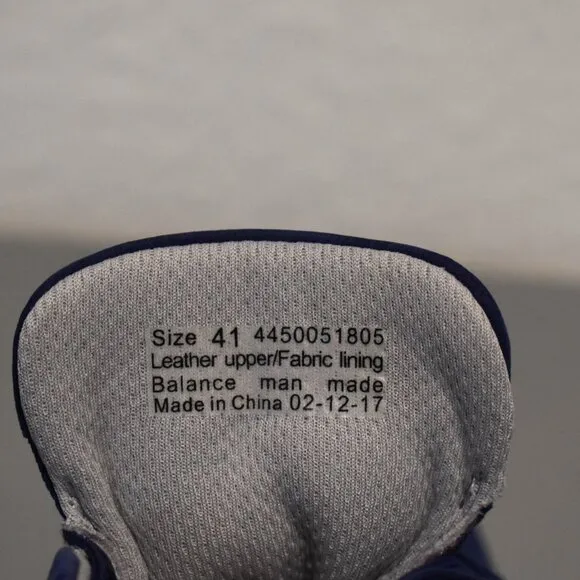 Size 41 4450051805
Leather upper/Fabric lining
Balance man made
Made in China 02-12-17